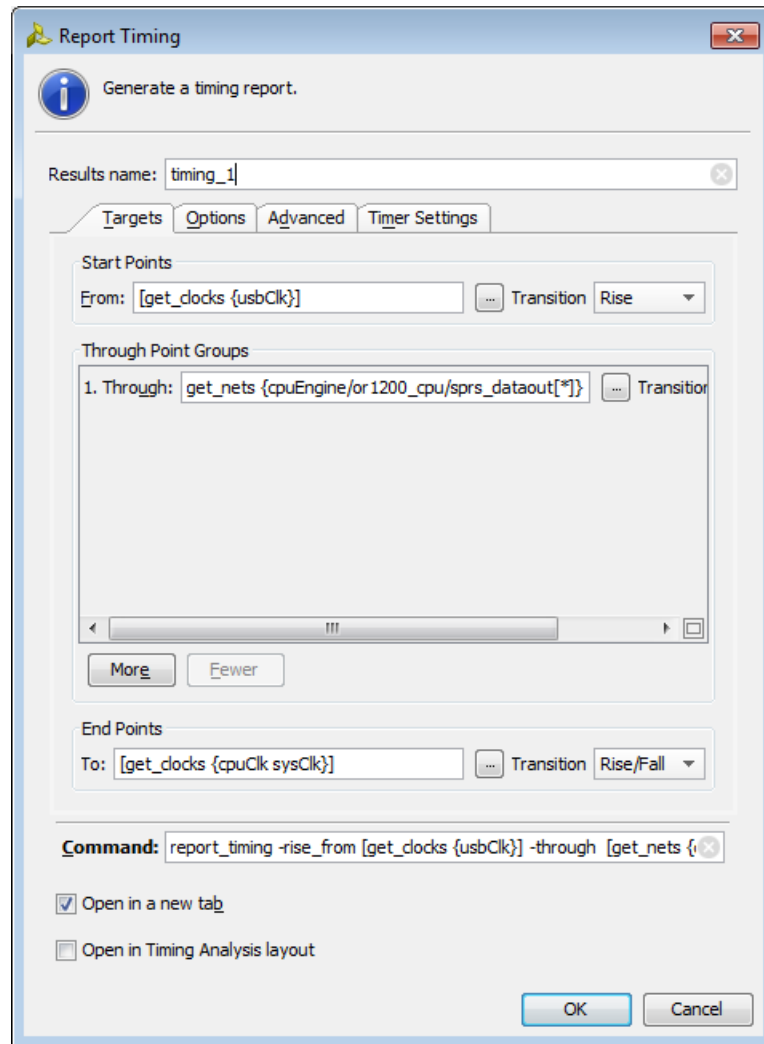 Report Timing
Generate a timing report.
Results name: timing_1
Targets Options Advanced Timer Settings
Start Points
From: [get_clocks {usbClk}] ... Transition Rise
Through Point Groups
1. Through: get_nets {cpuEngine/or1200_cpu/sprs_dataout[*]} ... Transition
More Fewer
End Points
To: [get_clocks {cpuClk sysClk}] ... Transition Rise/Fall
Command: report_timing -rise_from [get_clocks {usbClk}] -through [get_nets {
Open in a new tab
Open in Timing Analysis layout
OK Cancel